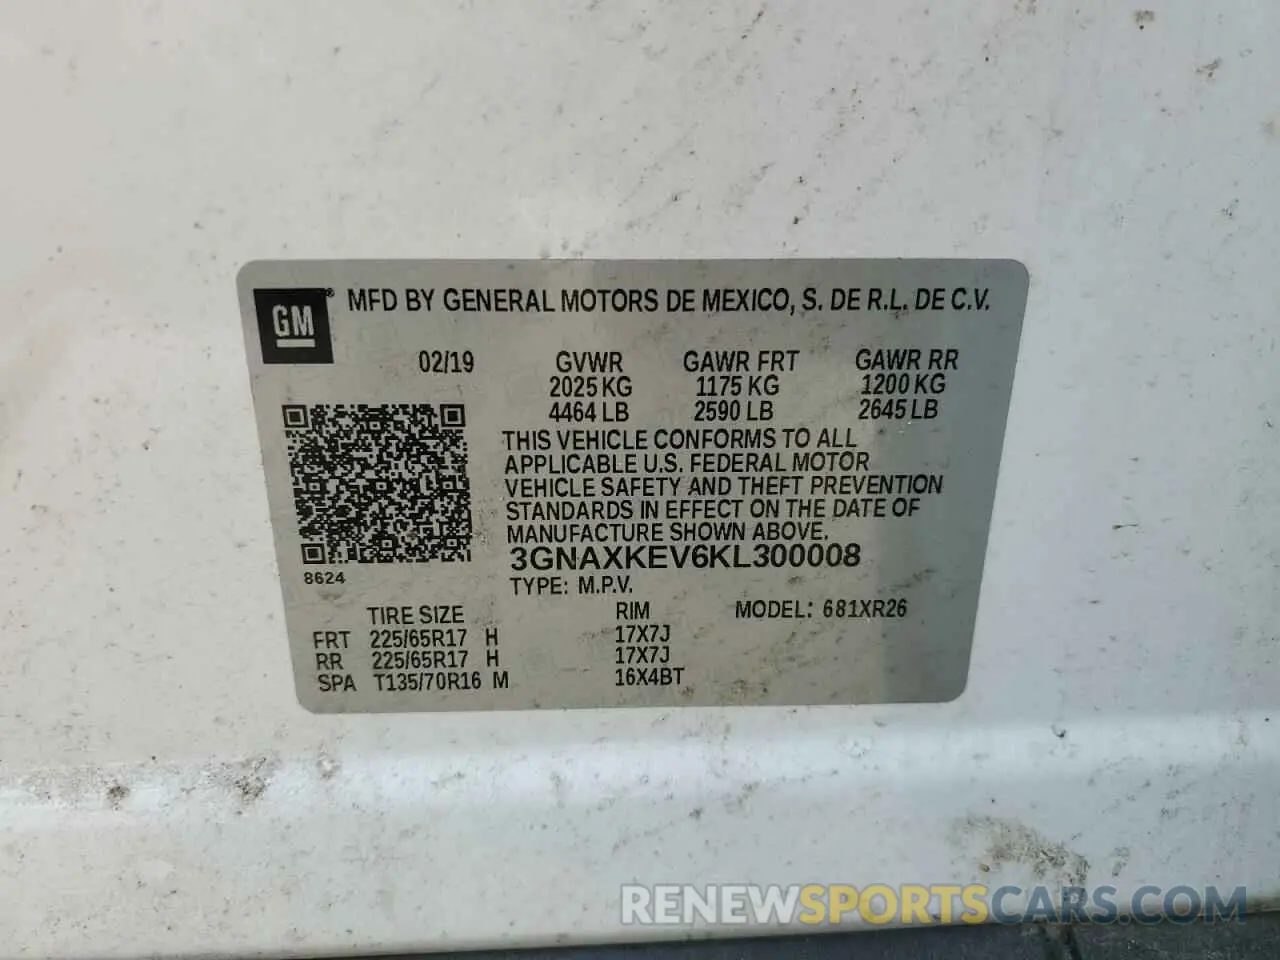 GM® MFD BY GENERAL MOTORS DE MEXICO, S. DE R.L. DE C.V.
02/19 GVWR GAWR FRT GAWR RR
2025 KG 1175 KG 1200 KG
4464 LB 2590 LB 2645 LB
THIS VEHICLE CONFORMS TO ALL
APPLICABLE U.S. FEDERAL MOTOR
VEHICLE SAFETY AND THEFT PREVENTION
STANDARDS IN EFFECT ON THE DATE OF
MANUFACTURE SHOWN ABOVE.
3GNAXKEV6KL300008
8624
TYPE: M.P.V.
TIRE SIZE RIM MODEL: 681XR26
FRT 225/65R17 H 17X7J
RR 225/65R17 H 17X7J
SPA T135/70R16 M 16X4BT
RENEWSPORTSCARS.COM